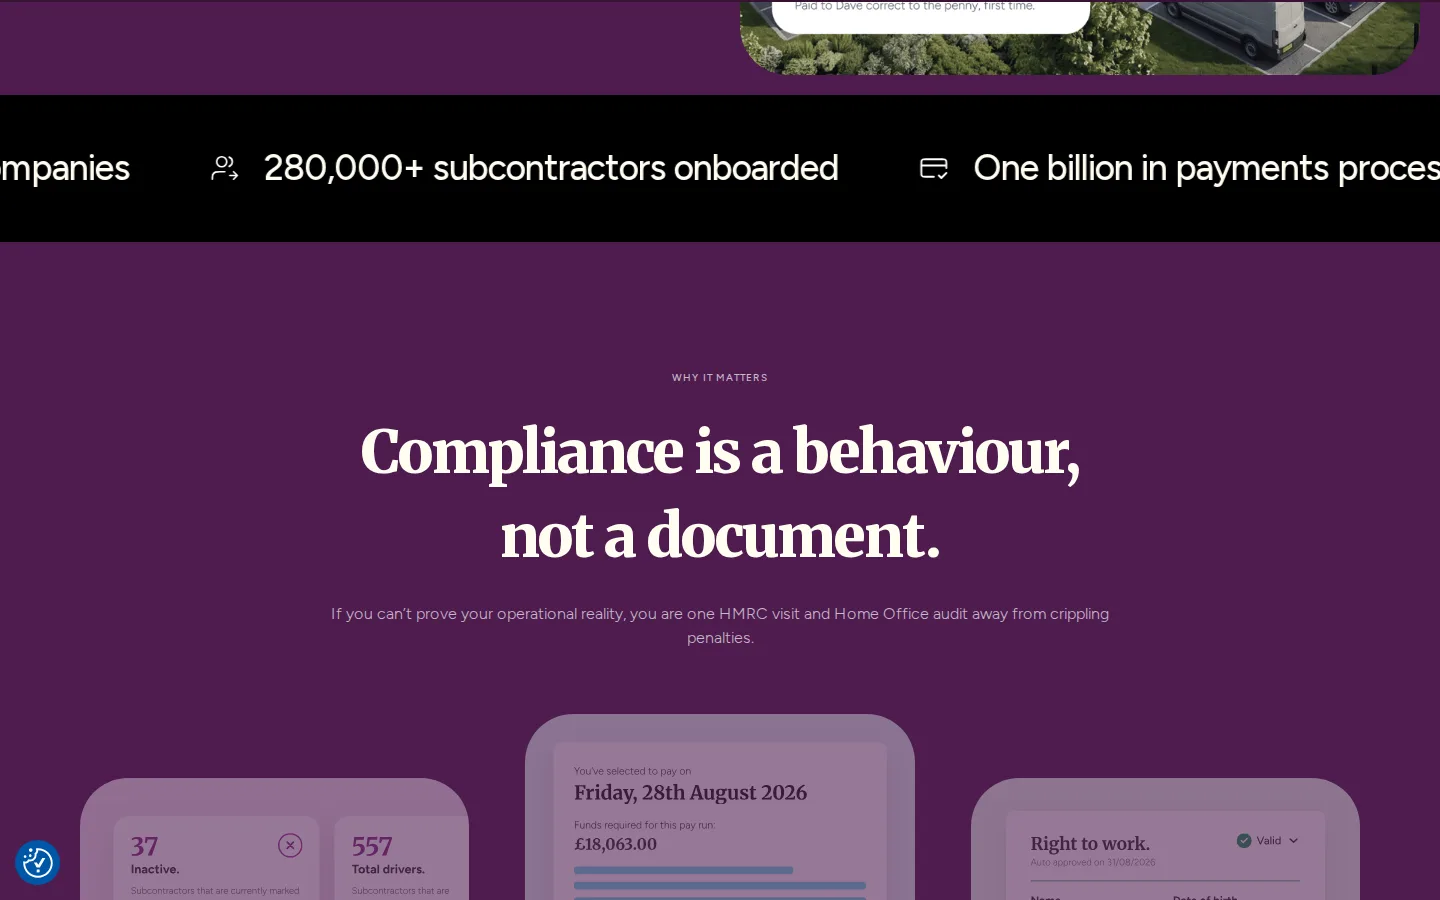 Paid to Dave correct to the penny, first time.
280,000+ subcontractors onboarded
One billion in payments
WHY IT MATTERS
Compliance is a behaviour,
not a document.
If you can’t prove your operational reality, you are one HMRC visit and Home Office audit away from crippling
penalties.
You've selected to pay on
Friday, 28th August 2026
Funds required for this pay run:
£18,063.00
37
Inactive.
Subcontractors that are currently marked
557
Total drivers.
Subcontractors that are
Right to work.
Valid
Auto approved on 31/08/2026
Name
Date of birth